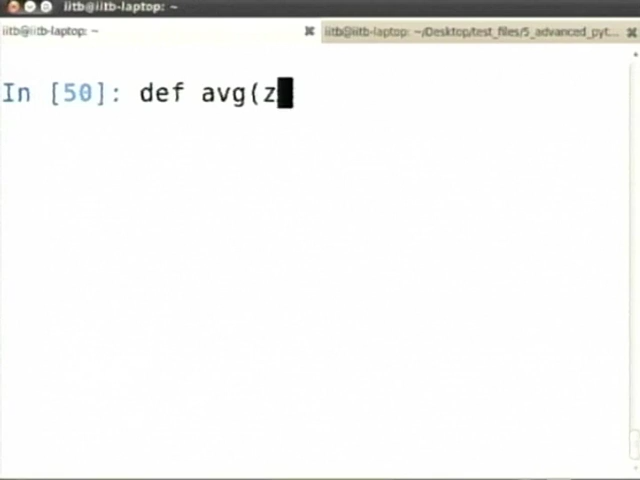 iitb@iitb-laptop: ~
iitb@iitb-laptop: ~
iitb@iitb-laptop: ~/Desktop/test_files/5_advanced_pyt...
In [50]: def avg(z